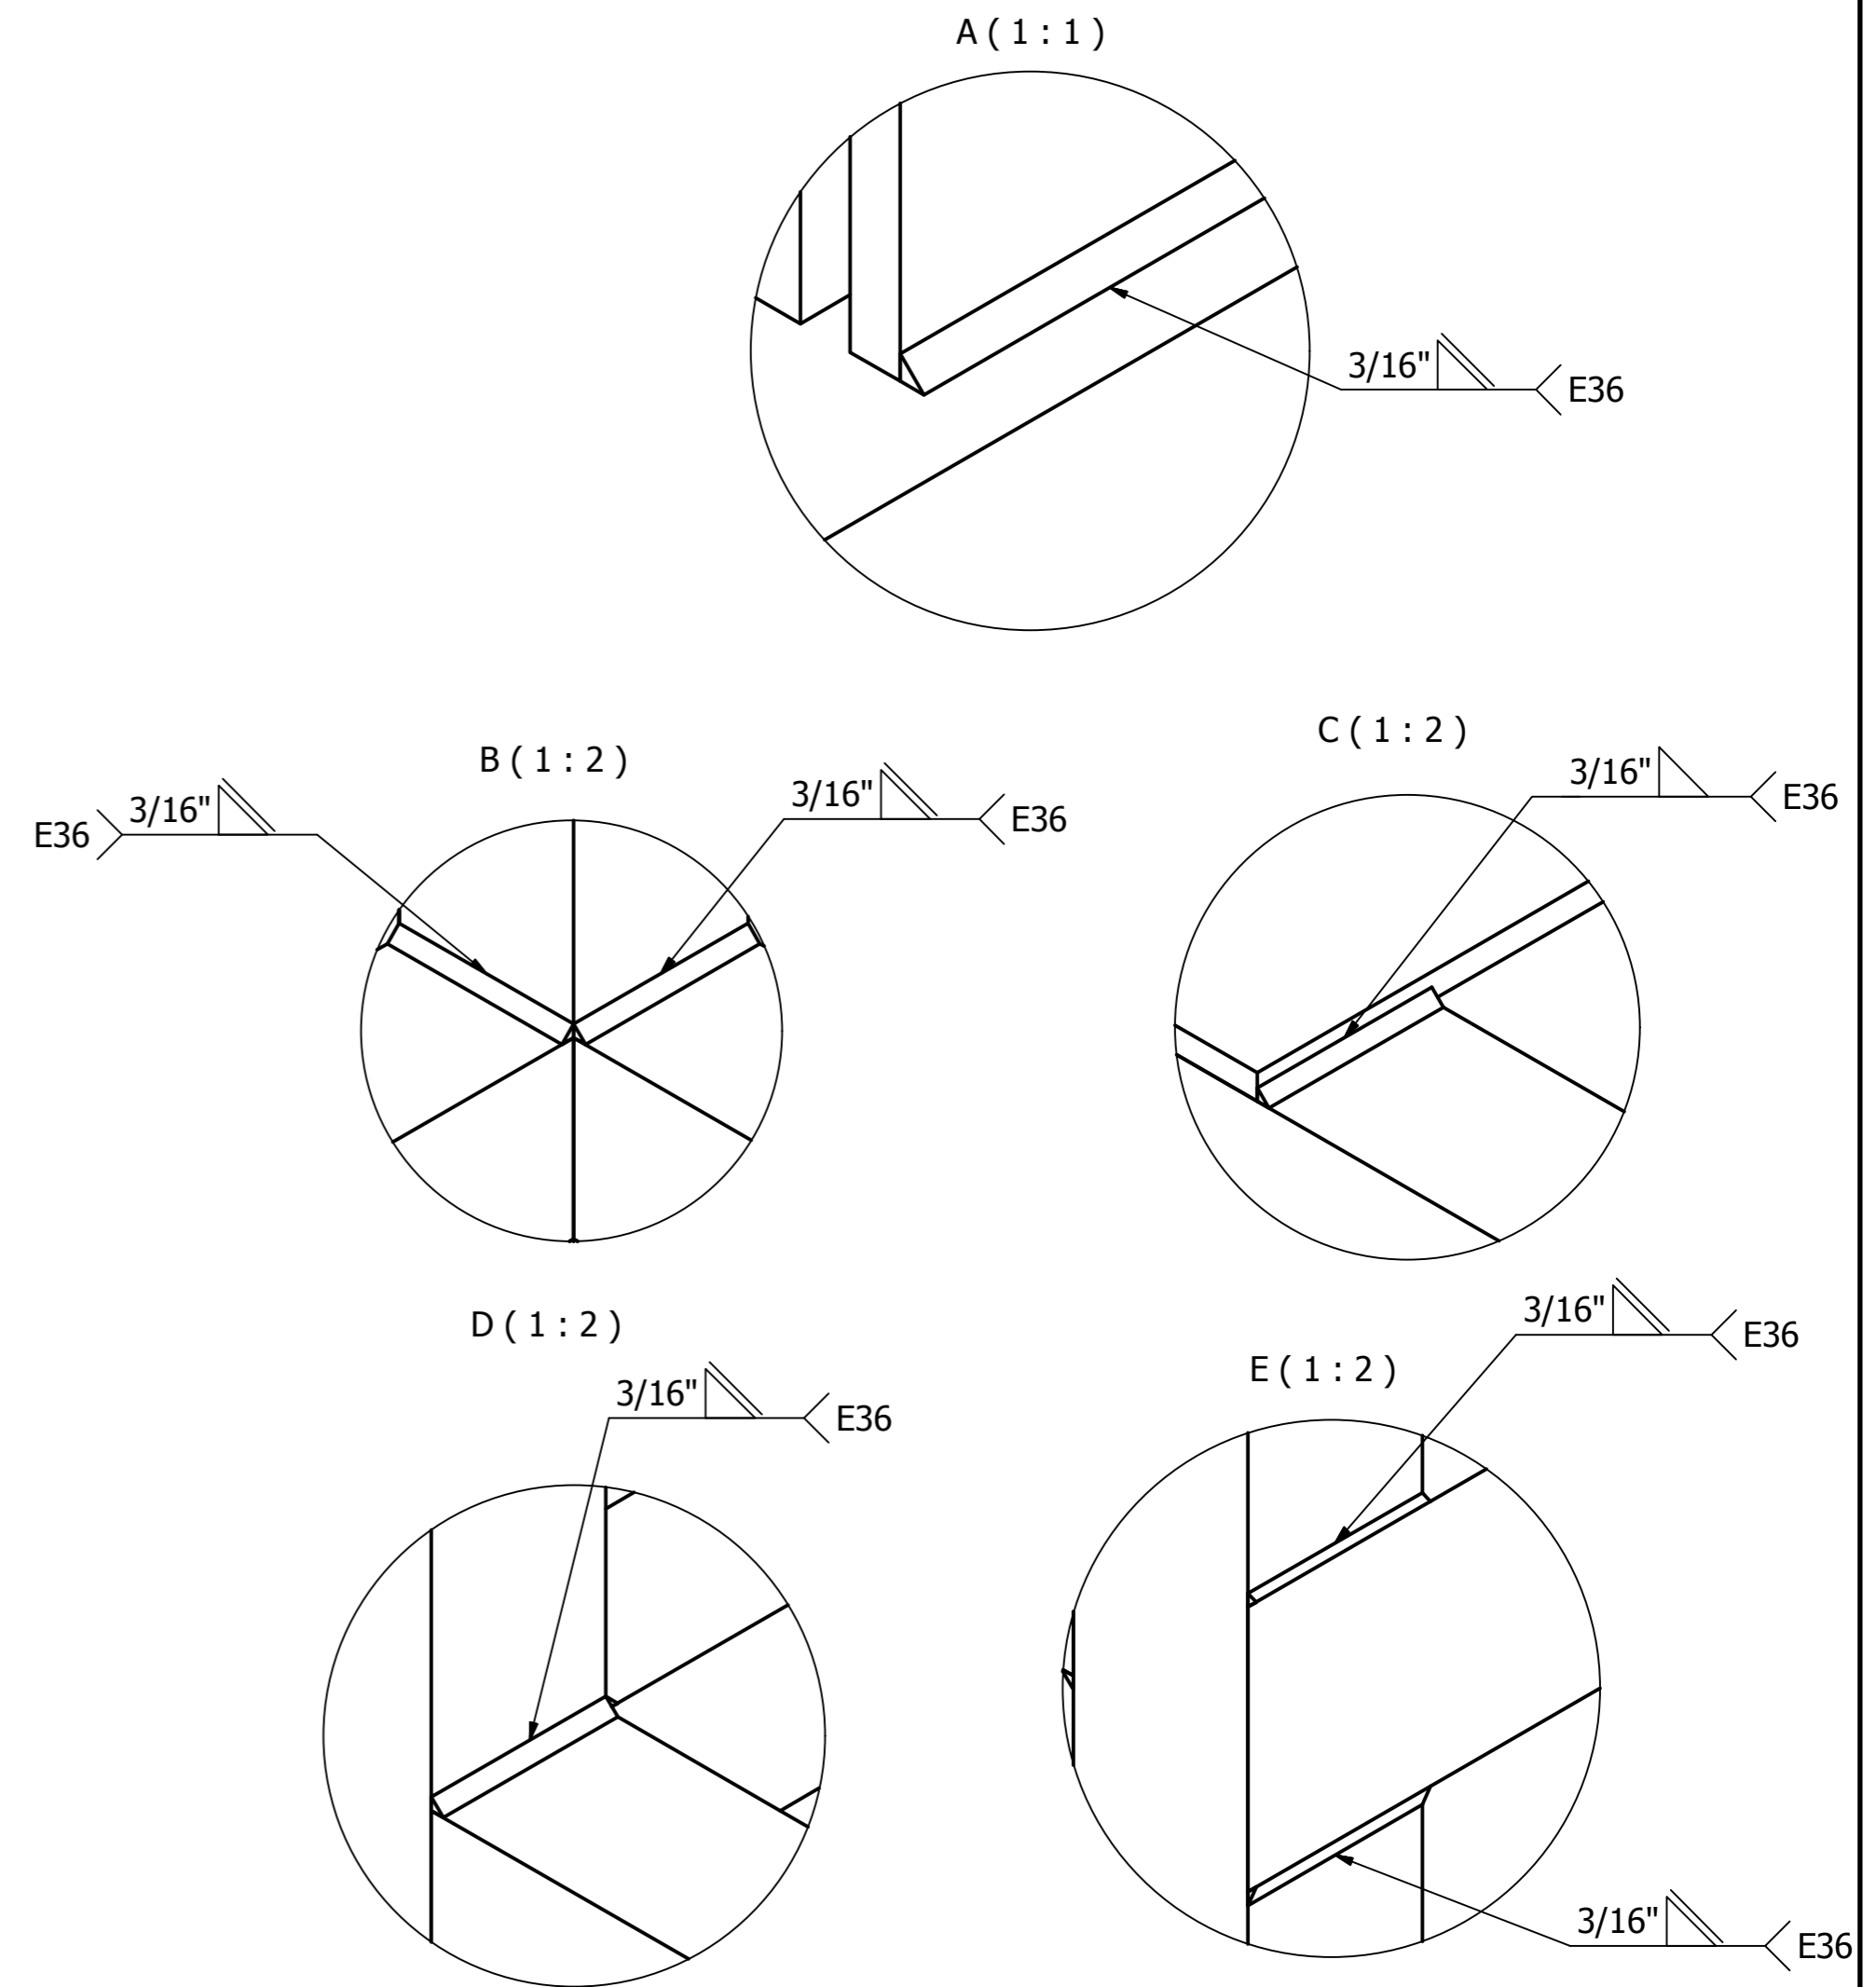 A ( 1 : 1 )
3/16" E36
B ( 1 : 2 )
C ( 1 : 2 )
E36 3/16"
3/16" E36
3/16" E36
D ( 1 : 2 )
E ( 1 : 2 )
3/16" E36
3/16" E36
3/16" E36